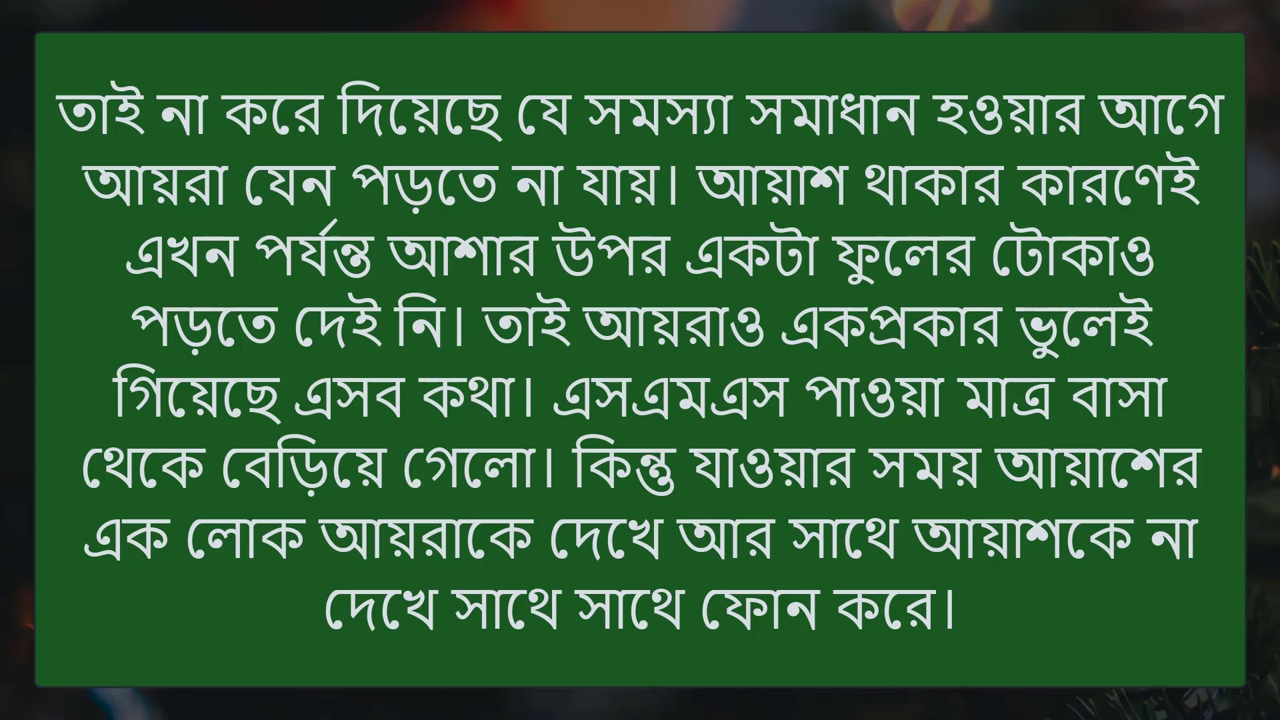 তাই না করে দিয়েছে যে সমস্যা সমাধান হওয়ার আগে
আয়রা যেন পড়তে না যায়। আয়াশ থাকার কারণেই
এখন পর্যন্ত আশার উপর একটা ফুলের টোকাও
পড়তে দেই নি। তাই আয়রাও একপ্রকার ভুলেই
গিয়েছে এসব কথা। এসএমএস পাওয়া মাত্র বাসা
থেকে বেড়িয়ে গেলো। কিন্তু যাওয়ার সময় আয়াশের
এক লোক আয়রাকে দেখে আর সাথে আয়াশকে না
দেখে সাথে সাথে ফোন করে।